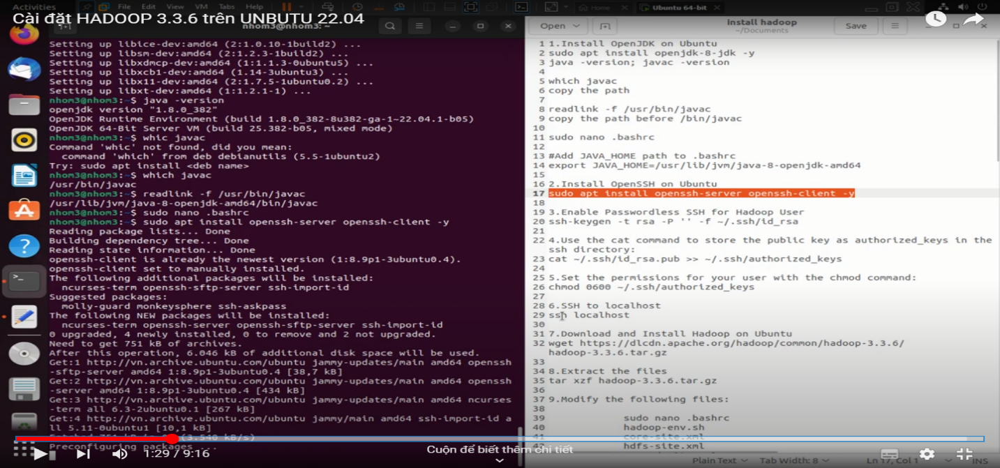 File Edit View VM Tabs Help
Home
Ubuntu 64-bit
Cài đặt HADOOP 3.3.6 trên UNBUTU 22.04
nhom3@nhom3: ~
Setting up libice-dev:amd64 (2:1.0.10-1build2) ...
Setting up libsm-dev:amd64 (2:1.2.3-1build2) ...
Setting up libxdmcp-dev:amd64 (1:1.1.3-0ubuntu5) ...
Setting up libxcb1-dev:amd64 (1.14-3ubuntu3) ...
Setting up libx11-dev:amd64 (2:1.7.5-1ubuntu0.2) ...
Setting up libxt-dev:amd64 (1:1.2.1-1) ...
nhom3@nhom3:~$ java -version
openjdk version "1.8.0_382"
OpenJDK Runtime Environment (build 1.8.0_382-8u382-ga-1~22.04.1-b05)
OpenJDK 64-Bit Server VM (build 25.382-b05, mixed mode)
nhom3@nhom3:~$ whic javac
Command 'whic' not found, did you mean:
command 'which' from deb debianutils (5.5-1ubuntu2)
Try: sudo apt install <deb name>
nhom3@nhom3:~$ which javac
/usr/bin/javac
nhom3@nhom3:~$ readlink -f /usr/bin/javac
/usr/lib/jvm/java-8-openjdk-amd64/bin/javac
nhom3@nhom3:~$ sudo nano .bashrc
nhom3@nhom3:~$ sudo apt install openssh-server openssh-client -y
Reading package lists... Done
Building dependency tree... Done
Reading state information... Done
openssh-client is already the newest version (1:8.9p1-3ubuntu0.4).
openssh-client set to manually installed.
The following additional packages will be installed:
ncurses-term openssh-sftp-server ssh-import-id
Suggested packages:
molly-guard monkeysphere ssh-askpass
The following NEW packages will be installed:
ncurses-term openssh-server openssh-sftp-server ssh-import-id
0 upgraded, 4 newly installed, 0 to remove and 2 not upgraded.
Need to get 751 kB of archives.
After this operation, 6.046 kB of additional disk space will be used.
Get:1 http://vn.archive.ubuntu.com/ubuntu jammy-updates/main amd64 openssh
-sftp-server amd64 1:8.9p1-3ubuntu0.4 [38,7 kB]
Get:2 http://vn.archive.ubuntu.com/ubuntu jammy-updates/main amd64 openssh
-server amd64 1:8.9p1-3ubuntu0.4 [434 kB]
Get:3 http://vn.archive.ubuntu.com/ubuntu jammy-updates/main amd64 ncurses
-term all 6.3-2ubuntu0.1 [267 kB]
Get:4 http://vn.archive.ubuntu.com/ubuntu jammy/main amd64 ssh-import-id a
ll 5.11-0ubuntu1 [10,1 kB]
(3.540 kB/s)
Preconfiguring packages ...
Open
Install hadoop
~/Documents
Save
1 1.Install OpenJDK on Ubuntu
2 sudo apt install openjdk-8-jdk -y
3 java -version; javac -version
4
5 which javac
6 copy the path
7
8 readlink -f /usr/bin/javac
9 copy the path before /bin/javac
10
11 sudo nano .bashrc
12
13 #Add JAVA_HOME path to .bashrc
14 export JAVA_HOME=/usr/lib/jvm/java-8-openjdk-amd64
15
16 2.Install OpenSSH on Ubuntu
17 sudo apt install openssh-server openssh-client -y
18
19 3.Enable Passwordless SSH for Hadoop User
20 ssh-keygen -t rsa -P '' -f ~/.ssh/id_rsa
21
22 4.Use the cat command to store the public key as authorized_keys in the
ssh directory:
23 cat ~/.ssh/id_rsa.pub >> ~/.ssh/authorized_keys
24
25 5.Set the permissions for your user with the chmod command:
26 chmod 0600 ~/.ssh/authorized_keys
27
28 6.SSH to localhost
29 ssh localhost
30
31 7.Download and Install Hadoop on Ubuntu
32 wget https://dlcdn.apache.org/hadoop/common/hadoop-3.3.6/
hadoop-3.3.6.tar.gz
33
34 8.Extract the files
35 tar xzf hadoop-3.3.6.tar.gz
36
37 9.Modify the following files:
38
39 sudo nano .bashrc
40 hadoop-env.sh
41 core-site.xml
42 hdfs-site.xml
Plain Text Tab Width: 8 Ln 17, Col 1 INS
1:29 / 9:16
Cuộn để biết thêm chi tiết